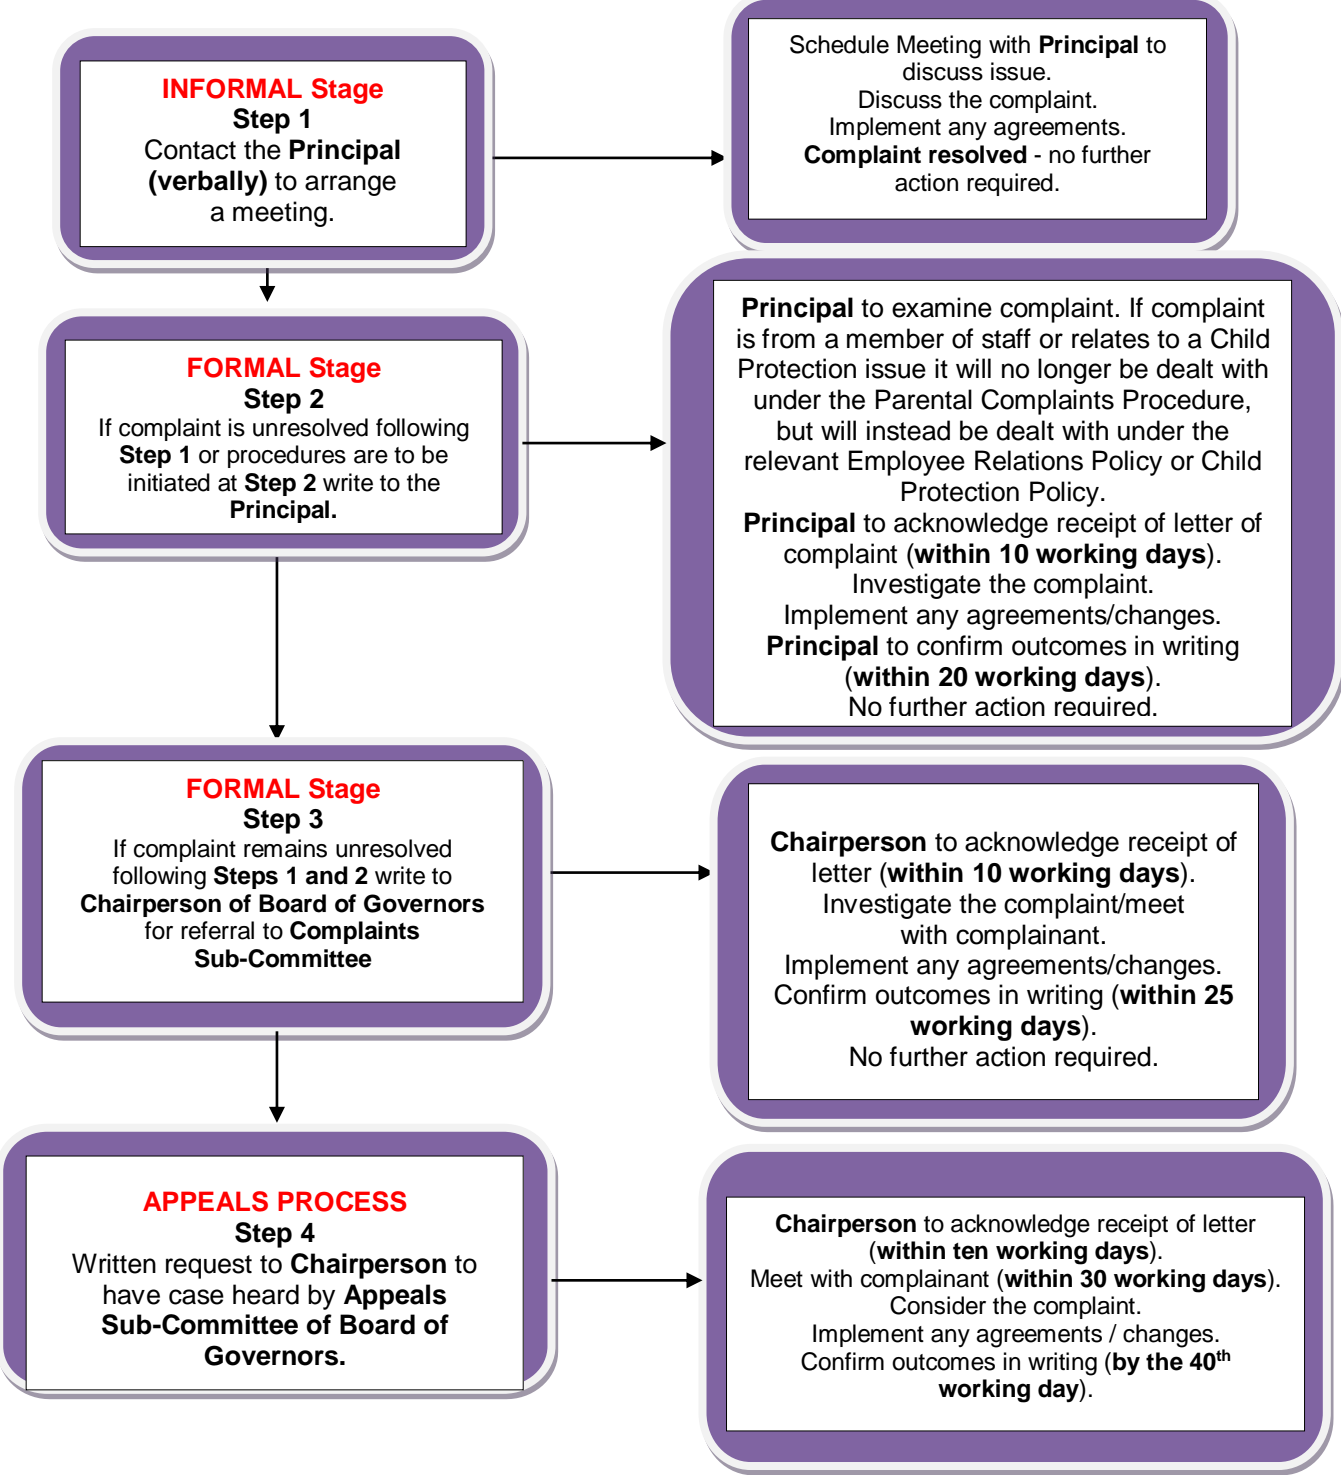 INFORMAL Stage
Step 1
Contact the Principal
(verbally) to arrange
a meeting.
Schedule Meeting with Principal to
discuss issue.
Discuss the complaint.
Implement any agreements.
Complaint resolved - no further
action required.
FORMAL Stage
Step 2
If complaint is unresolved following
Step 1 or procedures are to be
initiated at Step 2 write to the
Principal.
Principal to examine complaint. If complaint
is from a member of staff or relates to a Child
Protection issue it will no longer be dealt with
under the Parental Complaints Procedure,
but will instead be dealt with under the
relevant Employee Relations Policy or Child
Protection Policy.
Principal to acknowledge receipt of letter of
complaint (within 10 working days).
Investigate the complaint.
Implement any agreements/changes.
Principal to confirm outcomes in writing
(within 20 working days).
No further action required.
FORMAL Stage
Step 3
If complaint remains unresolved
following Steps 1 and 2 write to
Chairperson of Board of Governors
for referral to Complaints
Sub-Committee
Chairperson to acknowledge receipt of
letter (within 10 working days).
Investigate the complaint/meet
with complainant.
Implement any agreements/changes.
Confirm outcomes in writing (within 25
working days).
No further action required.
APPEALS PROCESS
Step 4
Written request to Chairperson to
have case heard by Appeals
Sub-Committee of Board of
Governors.
Chairperson to acknowledge receipt of letter
(within ten working days).
Meet with complainant (within 30 working days).
Consider the complaint.
Implement any agreements / changes.
Confirm outcomes in writing (by the 40th
working day).